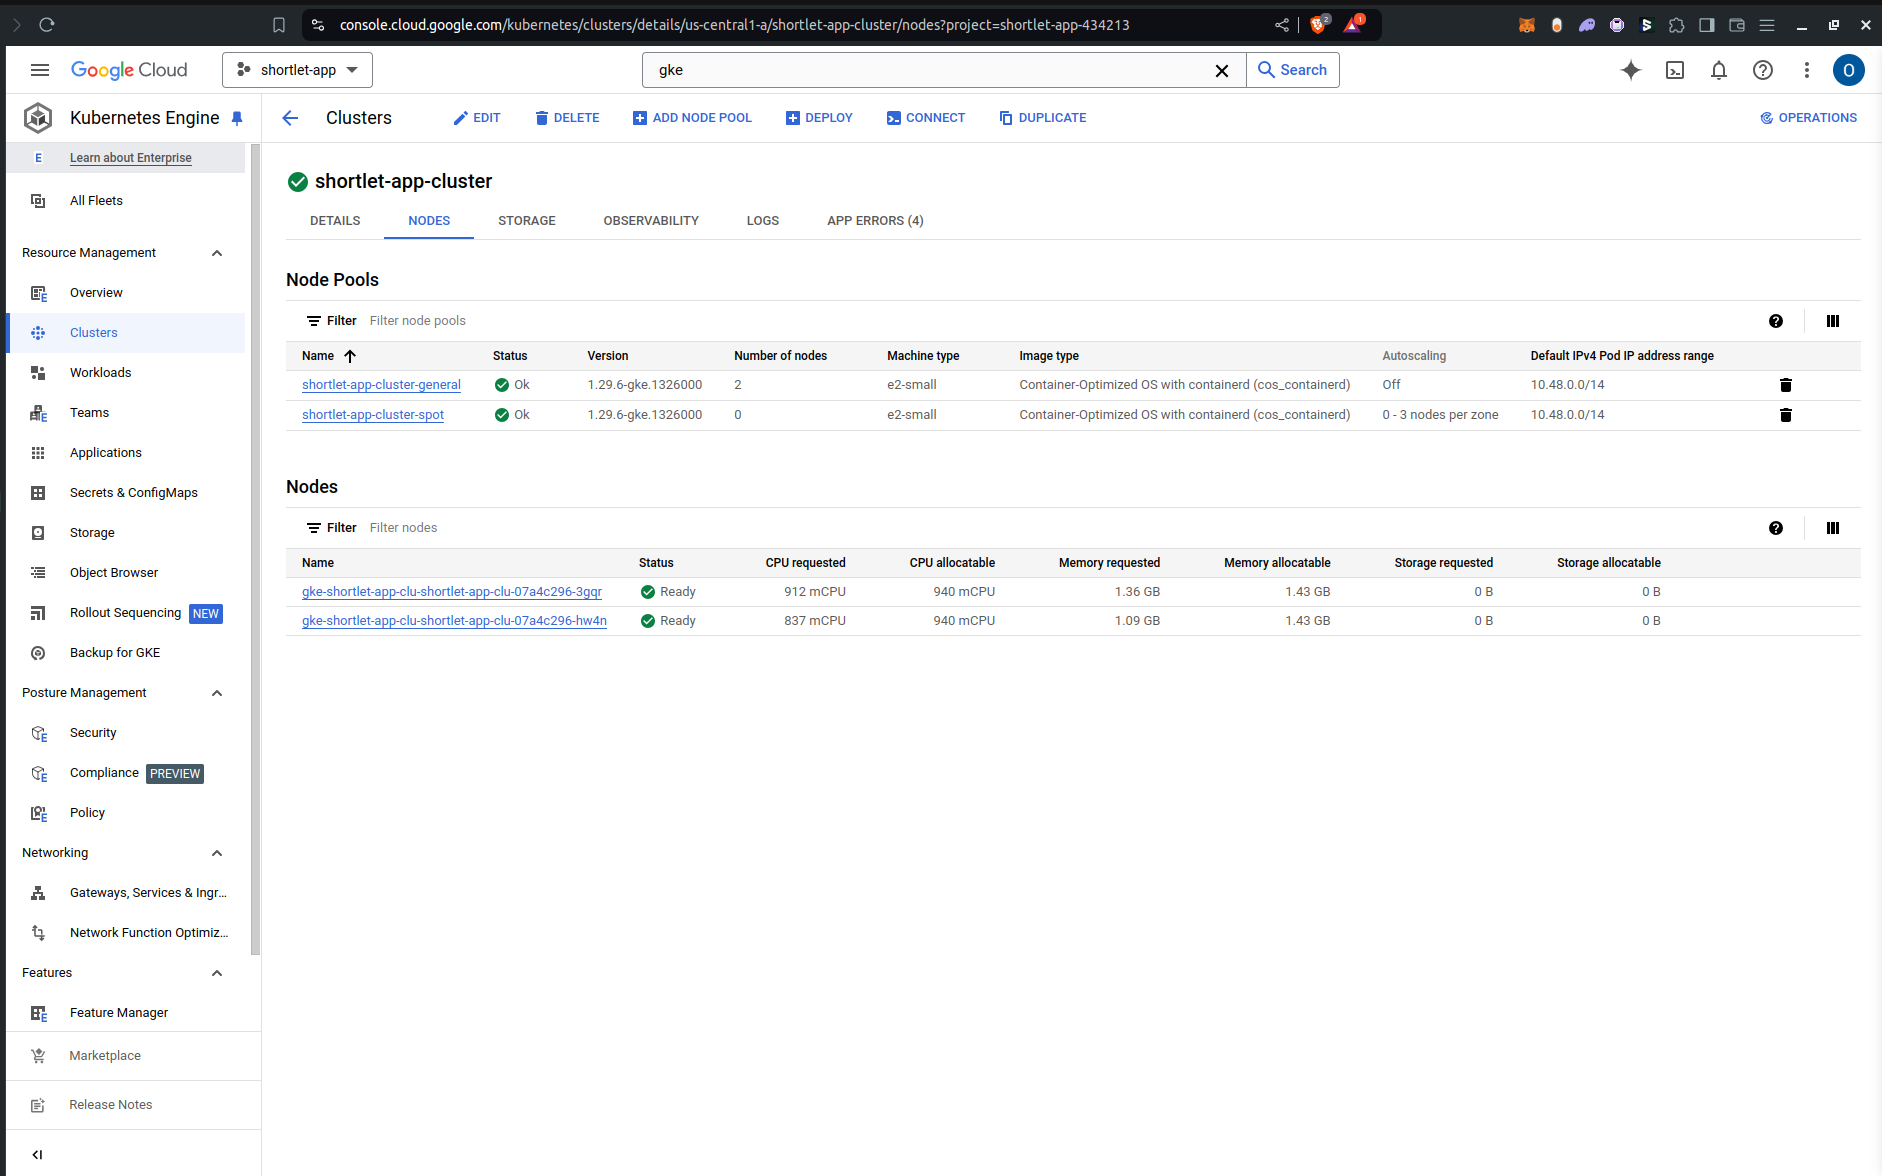 console.cloud.google.com/kubernetes/clusters/details/us-central1-a/shortlet-app-cluster/nodes?project=shortlet-app-434213
2
1
Google Cloud
shortlet-app
gke
Search
O
Kubernetes Engine
Clusters
EDIT
DELETE
ADD NODE POOL
DEPLOY
CONNECT
DUPLICATE
OPERATIONS
E Learn about Enterprise
All Fleets
Resource Management
Overview
Clusters
Workloads
Teams
Applications
Secrets & ConfigMaps
Storage
Object Browser
Rollout Sequencing NEW
Backup for GKE
Posture Management
Security
Compliance PREVIEW
Policy
Networking
Gateways, Services & Ingr...
Network Function Optimiz...
Features
Feature Manager
Marketplace
Release Notes
shortlet-app-cluster
DETAILS NODES STORAGE OBSERVABILITY LOGS APP ERRORS (4)
Node Pools
Filter Filter node pools
Name Status Version Number of nodes Machine type Image type Autoscaling Default IPv4 Pod IP address range
shortlet-app-cluster-general Ok 1.29.6-gke.1326000 2 e2-small Container-Optimized OS with containerd (cos_containerd) Off 10.48.0.0/14
shortlet-app-cluster-spot Ok 1.29.6-gke.1326000 0 e2-small Container-Optimized OS with containerd (cos_containerd) 0 - 3 nodes per zone 10.48.0.0/14
Nodes
Filter Filter nodes
Name Status CPU requested CPU allocatable Memory requested Memory allocatable Storage requested Storage allocatable
gke-shortlet-app-clu-shortlet-app-clu-07a4c296-3gqr Ready 912 mCPU 940 mCPU 1.36 GB 1.43 GB 0 B 0 B
gke-shortlet-app-clu-shortlet-app-clu-07a4c296-hw4n Ready 837 mCPU 940 mCPU 1.09 GB 1.43 GB 0 B 0 B